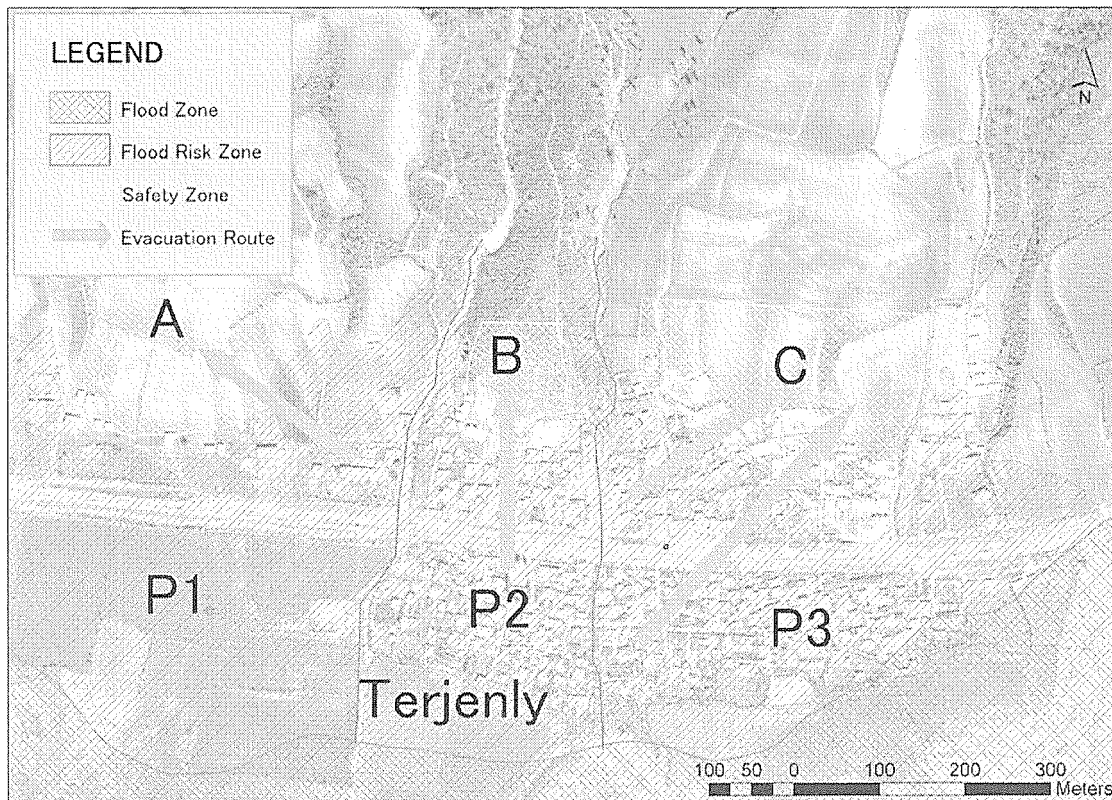 LEGEND
Flood Zone
Flood Risk Zone
Safety Zone
Evacuation Route
N
A
B
C
P1
P2
P3
Terjenly
100 50 0 100 200 300
Meters